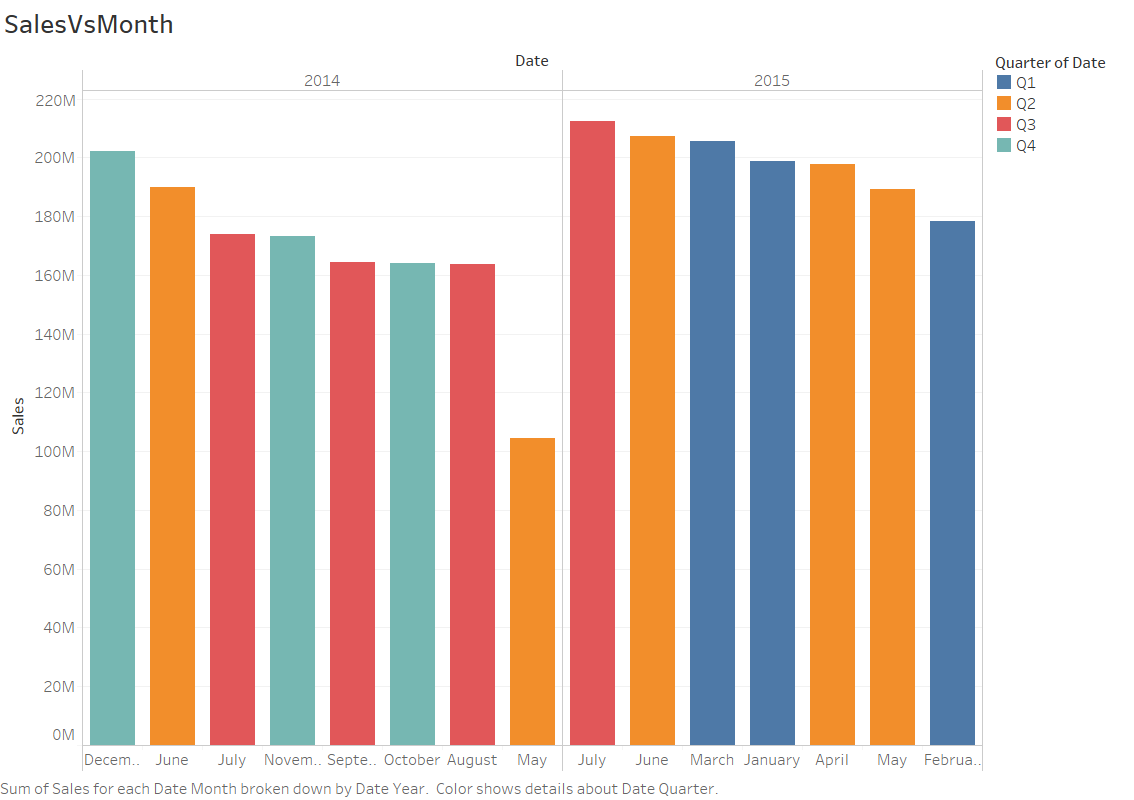 SalesVsMonth
Date
2014 2015
Quarter of Date
Q1
Q2
Q3
Q4
220M
200M
180M
160M
140M
120M
100M
80M
60M
40M
20M
0M
Sales
Decem.. June July Novem.. Septe.. October August May July June March January April May Februa..
Sum of Sales for each Date Month broken down by Date Year.  Color shows details about Date Quarter.